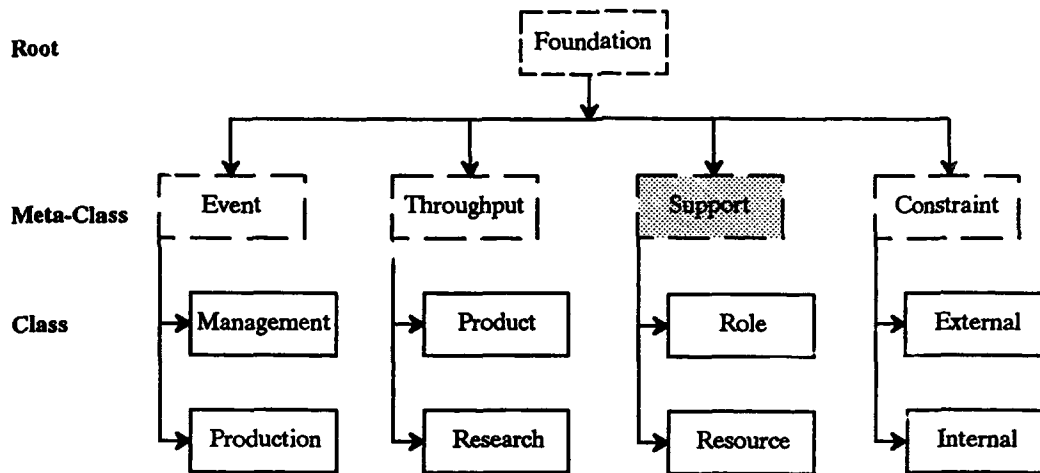 Root
Foundation
Meta-Class
Event
Throughput
Support
Constraint
Class
Management
Product
Role
External
Production
Research
Resource
Internal